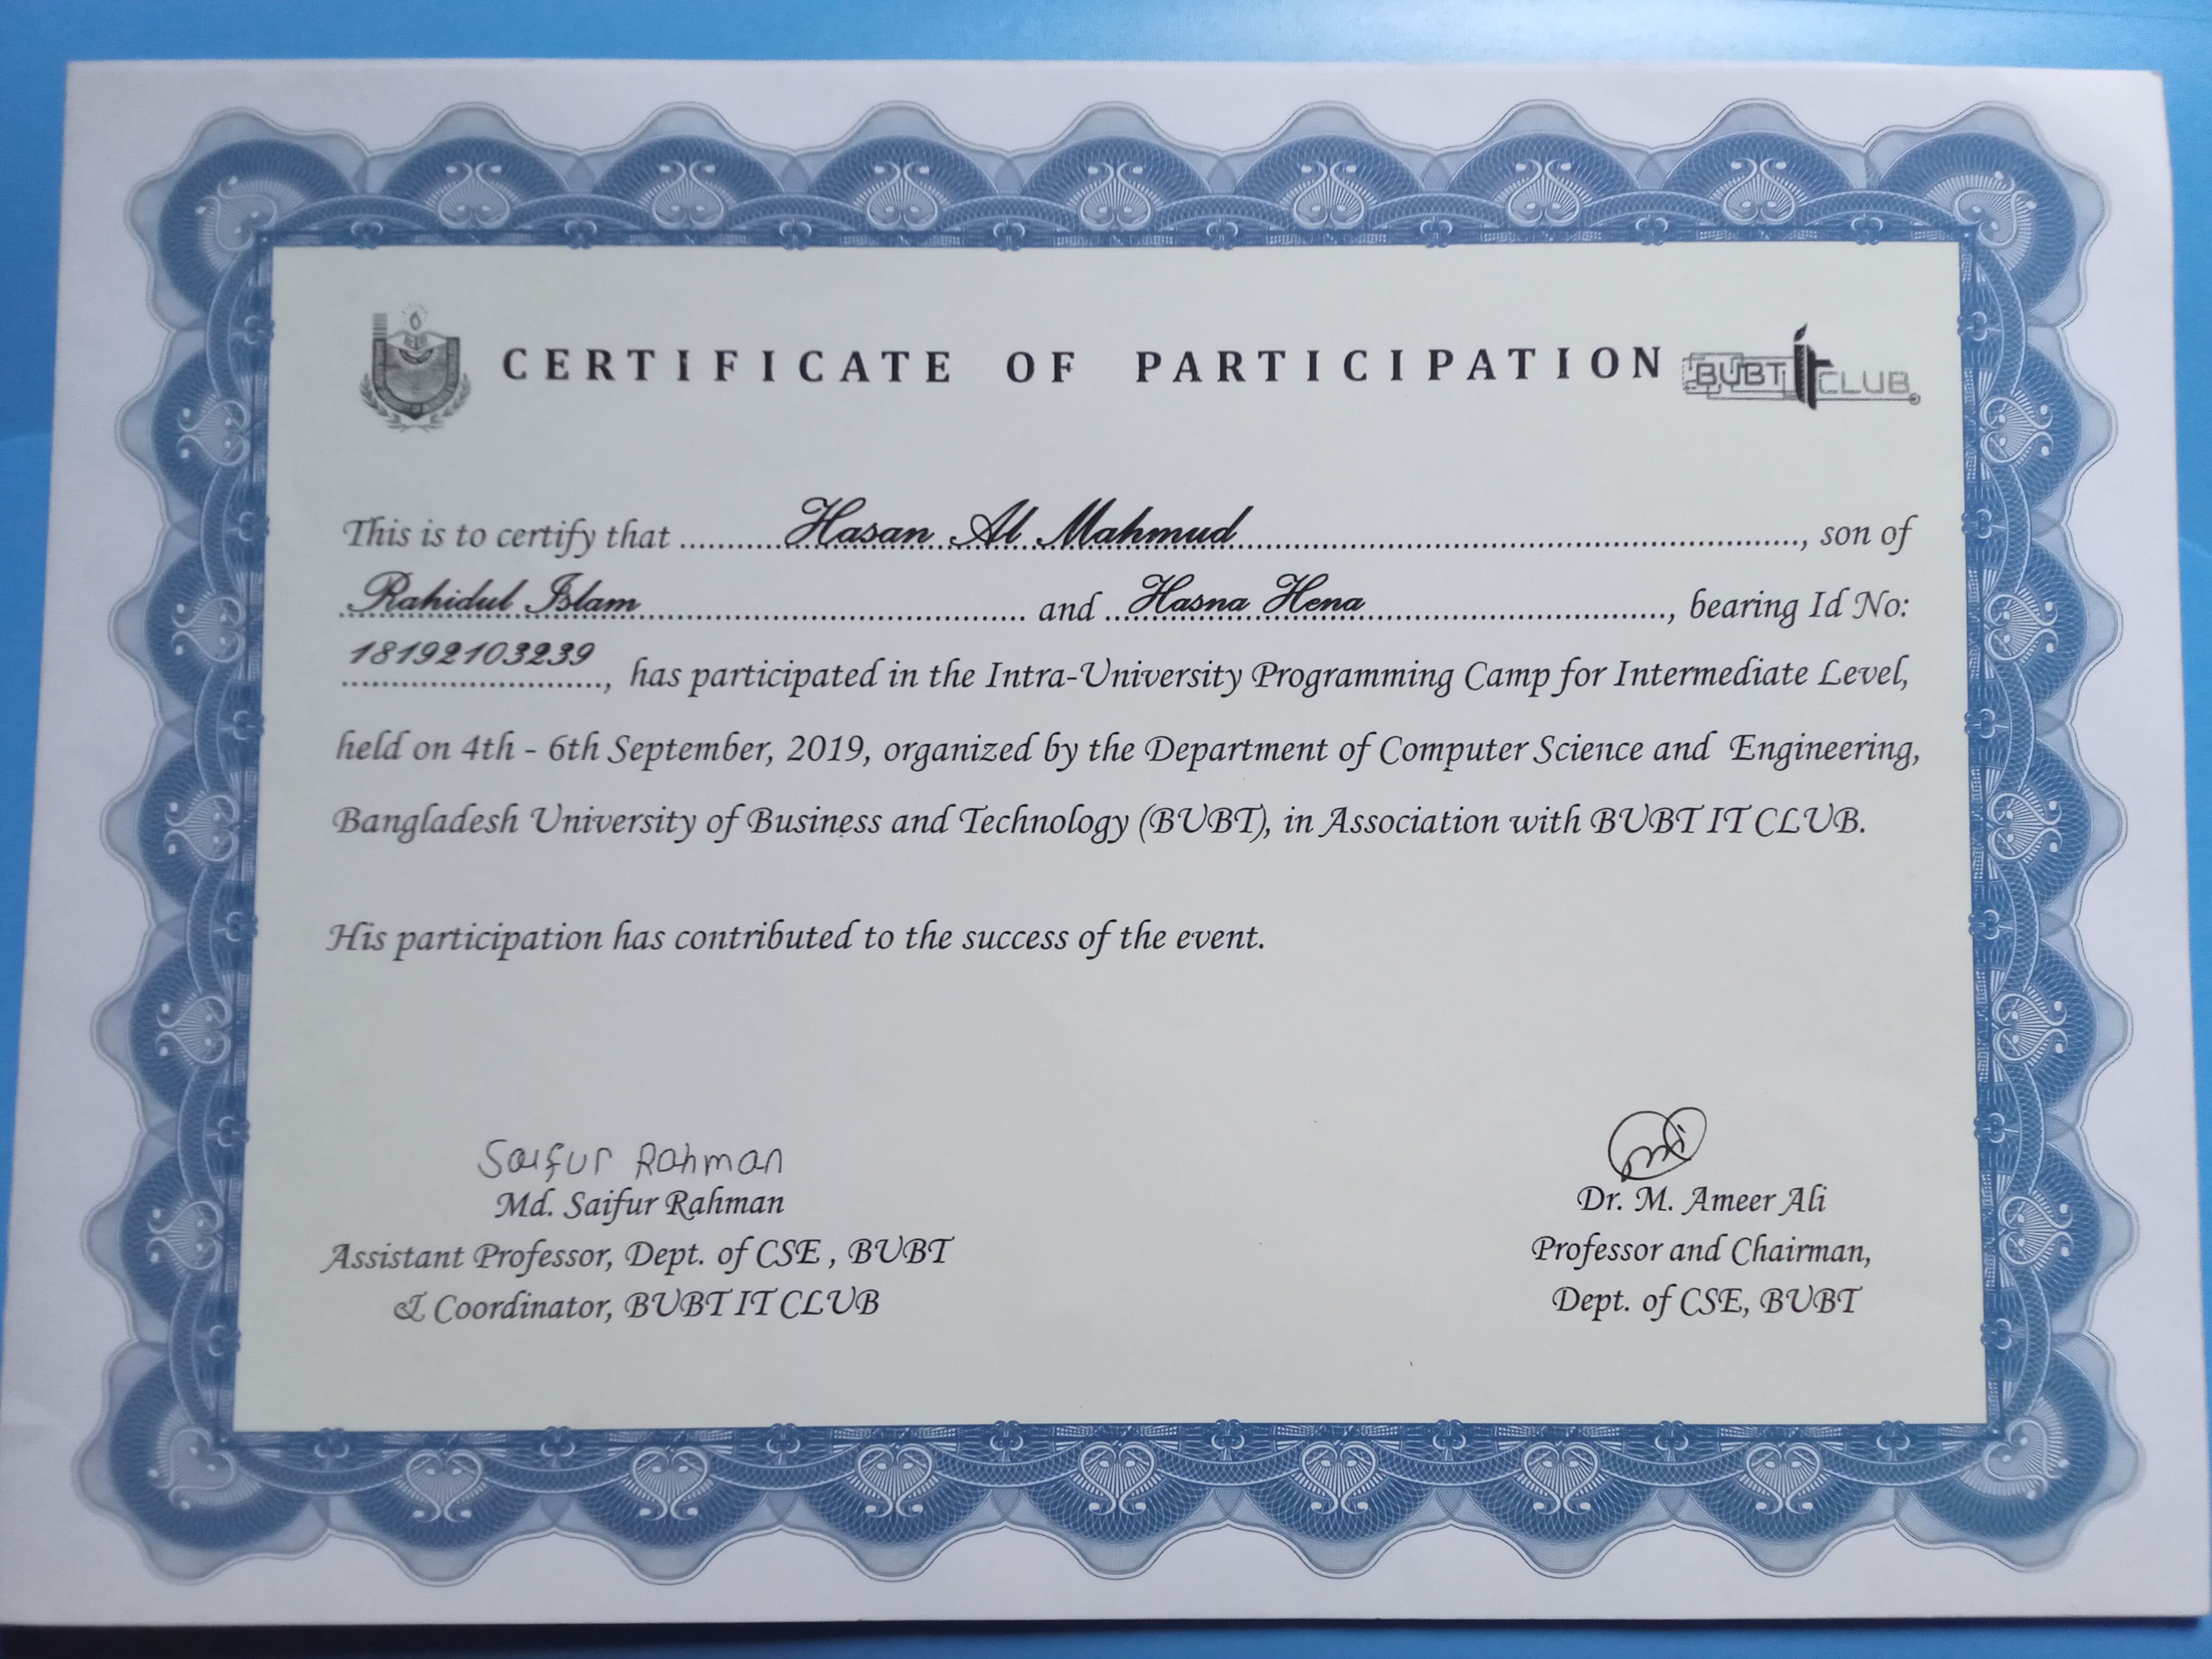 CERTIFICATE OF PARTICIPATION BUBT it CLUB
This is to certify that ..........Hasan Al Mahmud.........., son of
Rahidul Islam.......... and ..Hasna Hena.........., bearing Id No:
18192103239, has participated in the Intra-University Programming Camp for Intermediate Level,
held on 4th - 6th September, 2019, organized by the Department of Computer Science and Engineering,
Bangladesh University of Business and Technology (BUBT), in Association with BUBT IT CLUB.
His participation has contributed to the success of the event.
Saifur Rahman
Md. Saifur Rahman
Assistant Professor, Dept. of CSE , BUBT
& Coordinator, BUBT IT CLUB
Dr. M. Ameer Ali
Professor and Chairman,
Dept. of CSE, BUBT